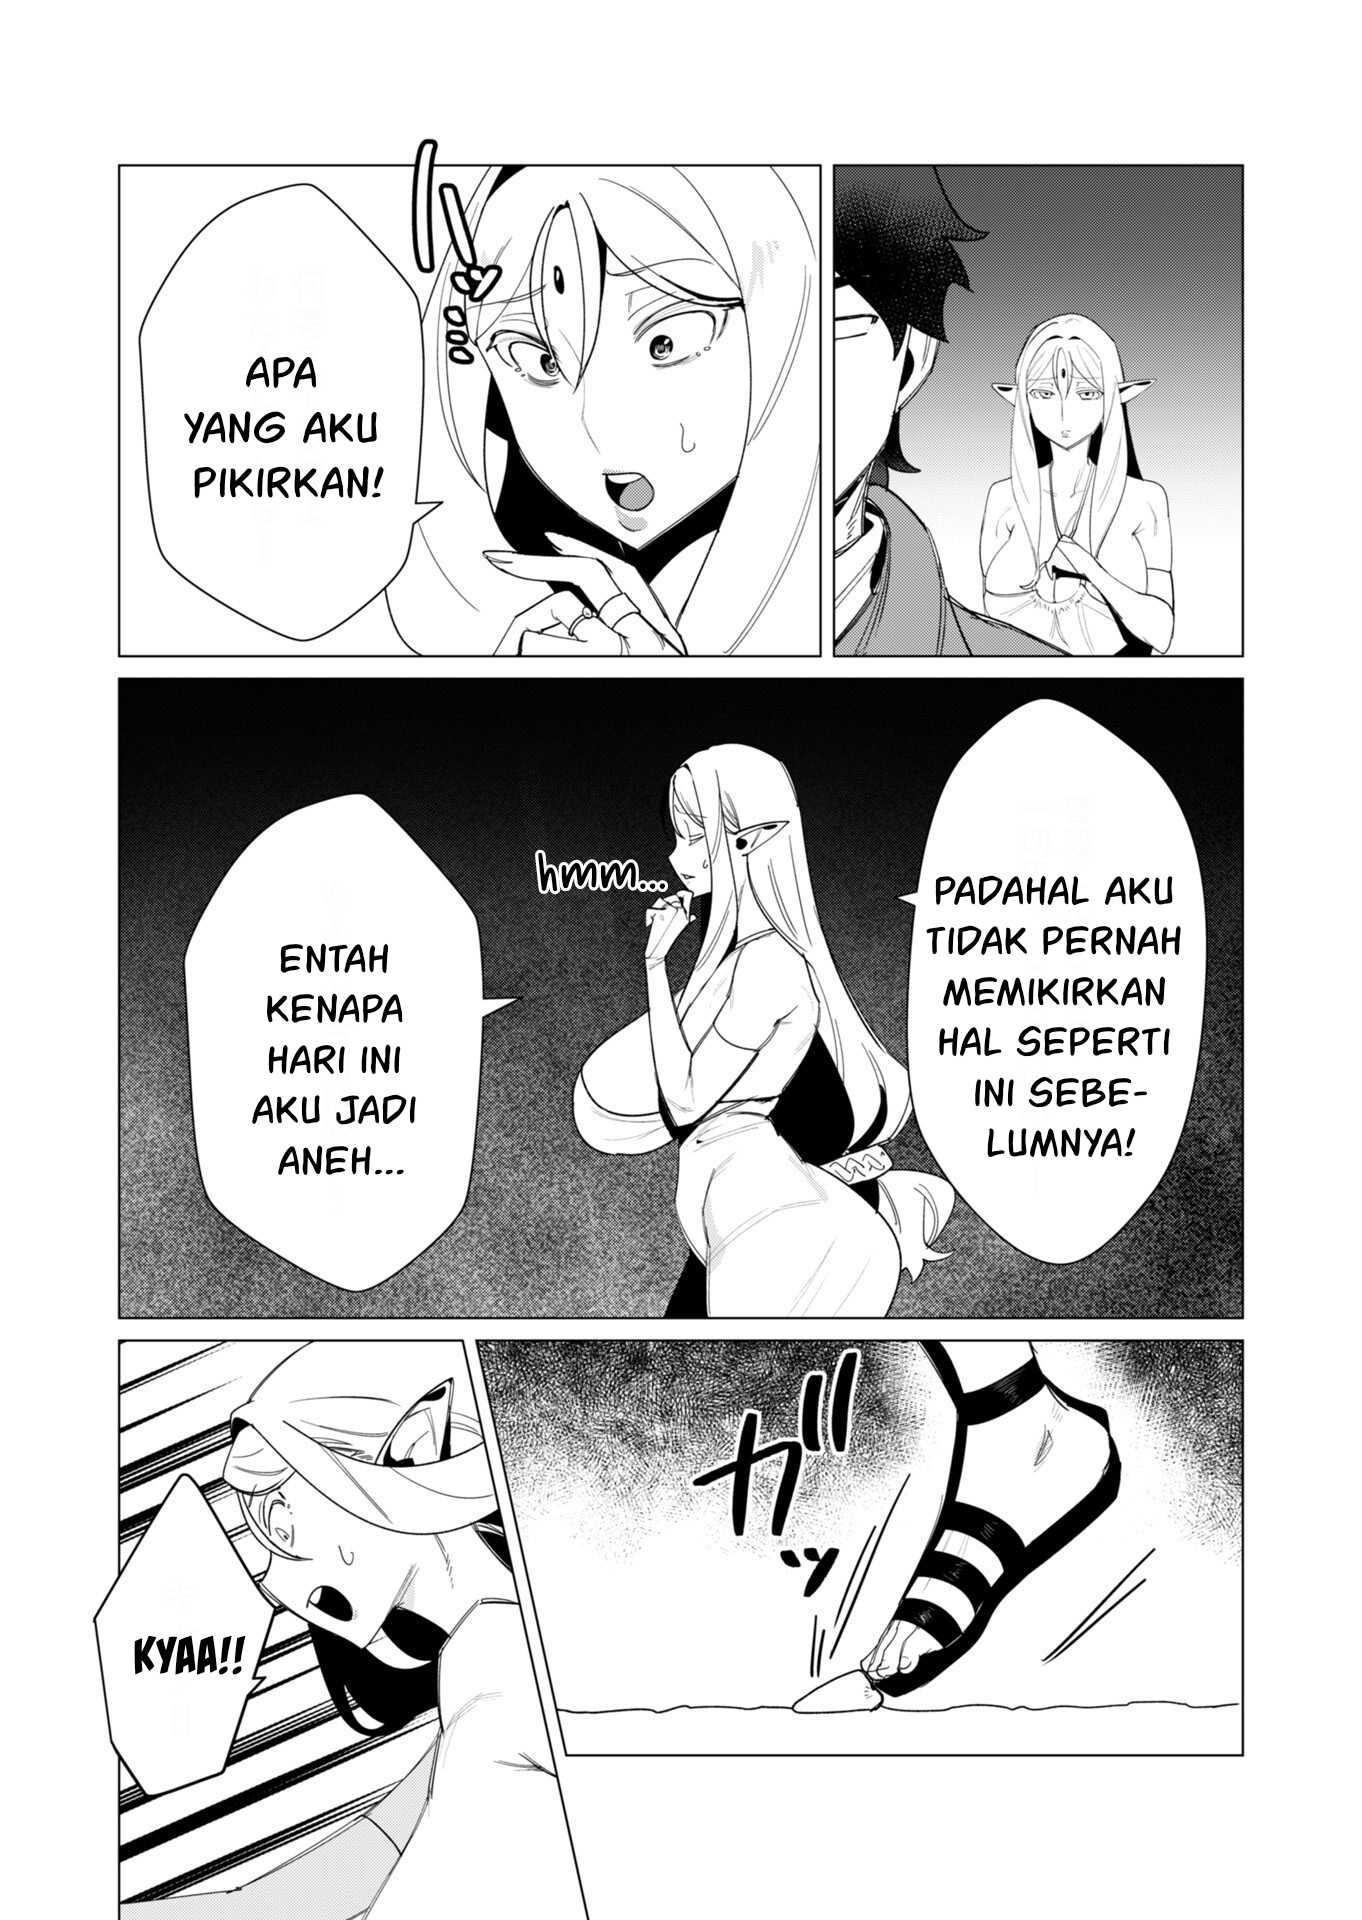 APA
YANG AKU
PIKIRKAN!
PADAHAL AKU
TIDAK PERNAH
MEMIKIRKAN
HAL SEPERTI
INI SEBE-
LUMNYA!
hmm...
ENTAH
KENAPA
HARI INI
AKU JADI
ANEH...
ガッ
KYAA!!